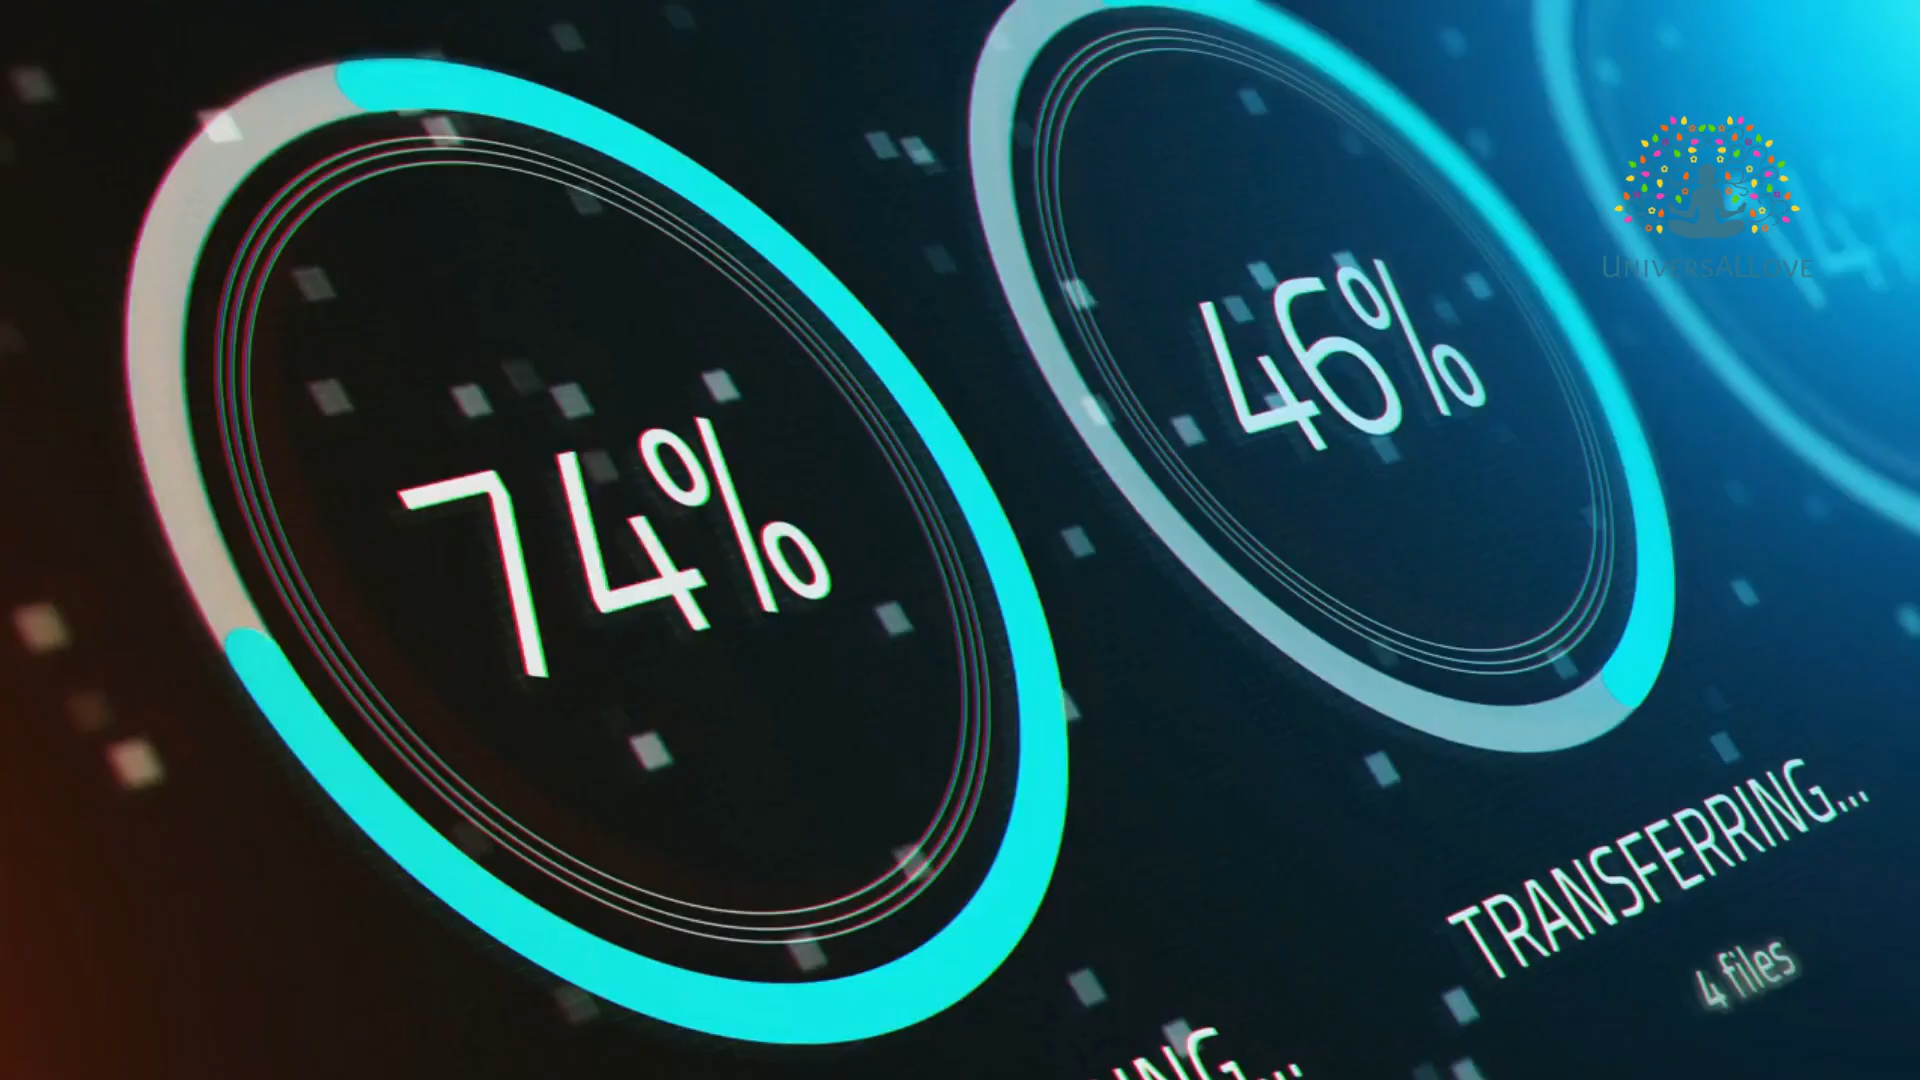 74%
46%
UniversALLove
TRANSFERRING...
4 files